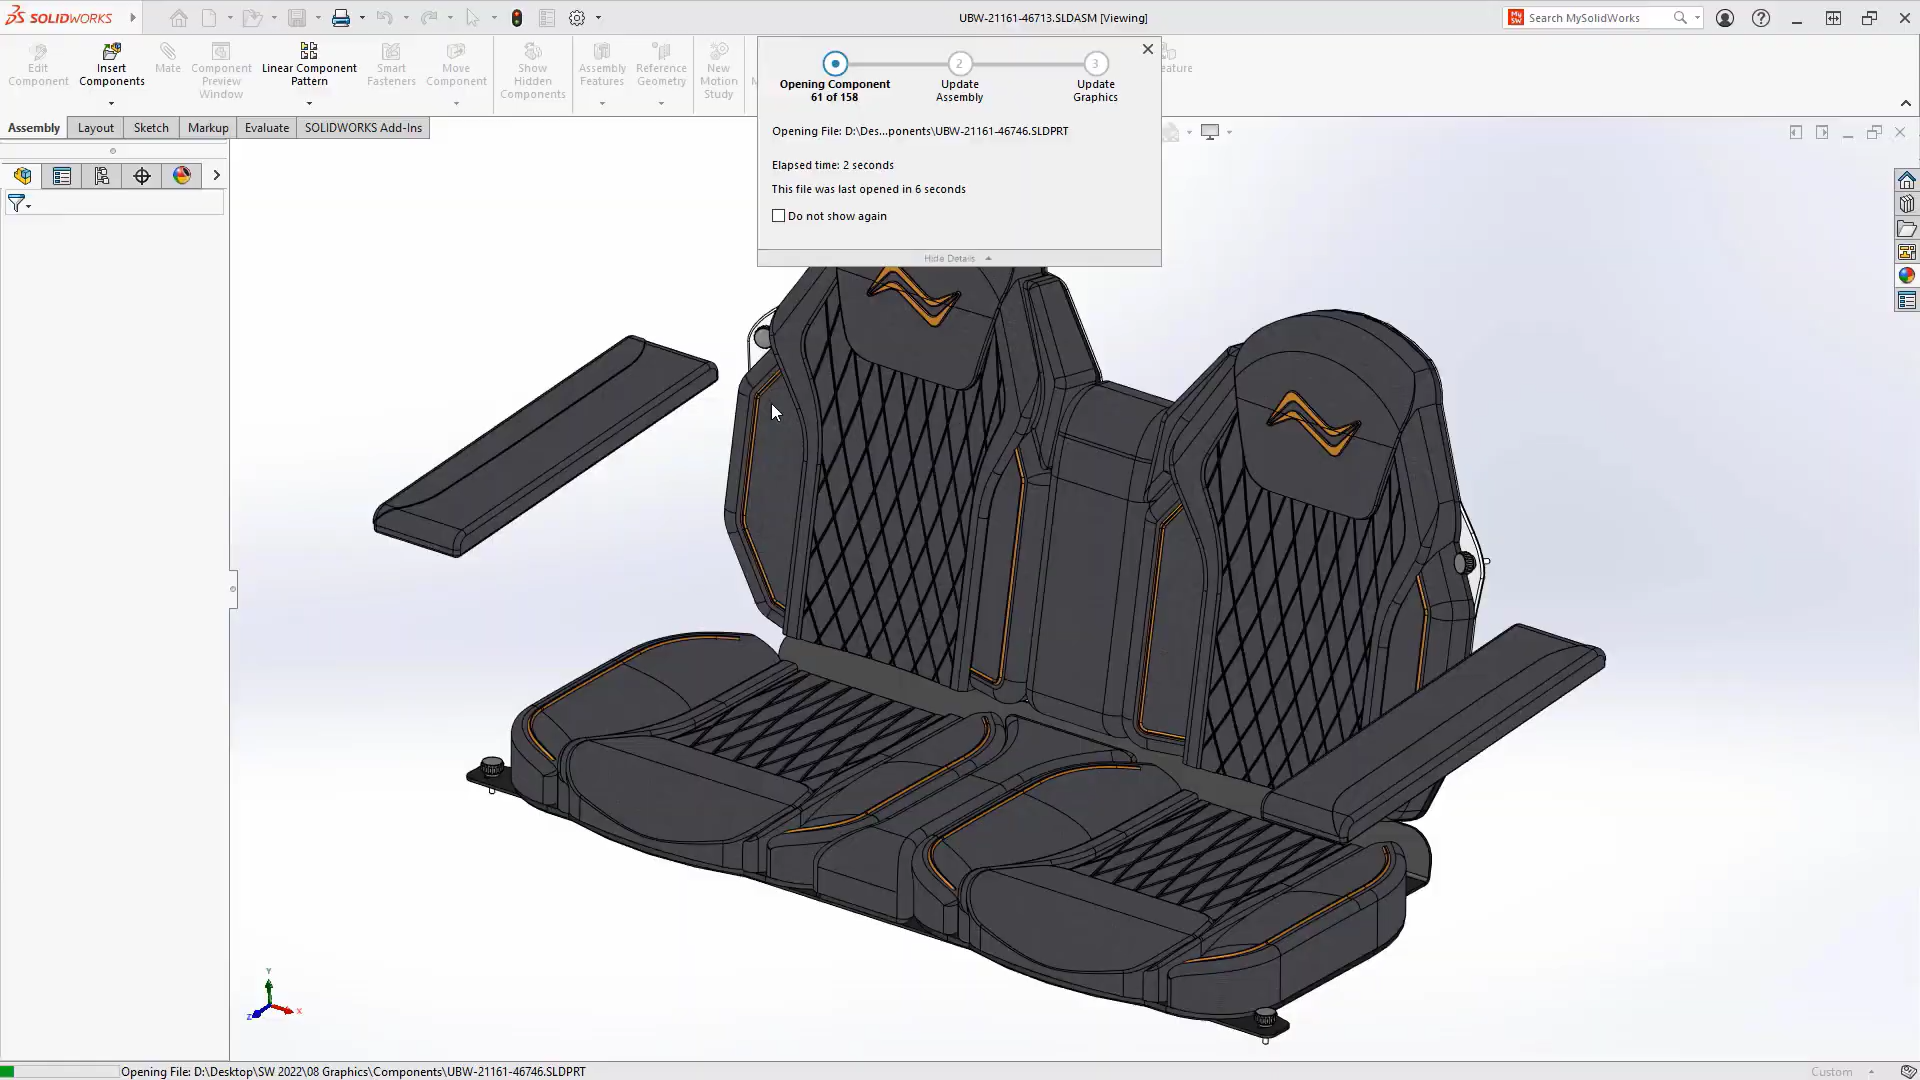 SOLIDWORKS
UBW-21161-46713.SLDASM [Viewing]
Search MySolidWorks
Edit Component
Insert Components
Mate
Component Preview Window
Linear Component Pattern
Smart Fasteners
Move Component
Show Hidden Components
Assembly Features
Reference Geometry
New Motion Study
Opening Component
61 of 158
2
Update Assembly
3
Update Graphics
Opening File: D:\Des...ponents\UBW-21161-46746.SLDPRT
Elapsed time: 2 seconds
This file was last opened in 6 seconds
Do not show again
Hide Details
Assembly
Layout
Sketch
Markup
Evaluate
SOLIDWORKS Add-Ins
Y
X
Z
Opening File: D:\Desktop\SW 2022\08 Graphics\Components\UBW-21161-46746.SLDPRT
Custom